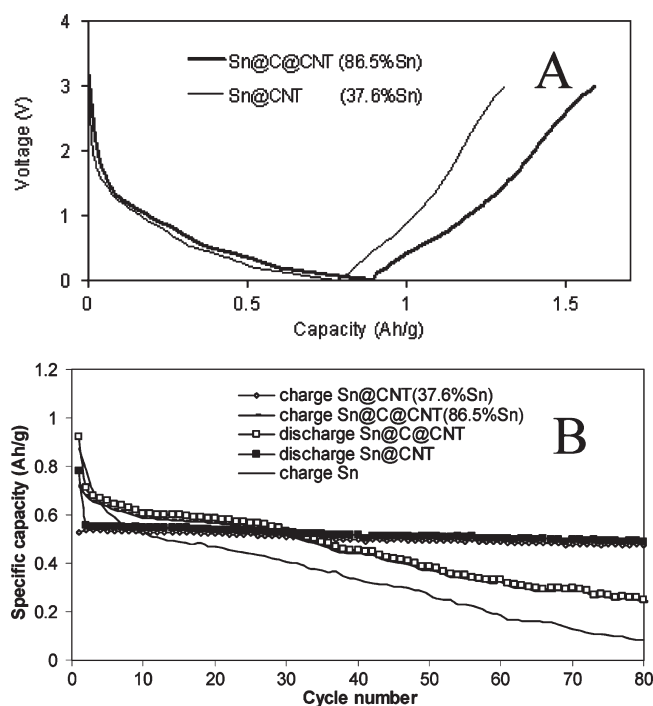 4
3
2
1
0
Voltage (V)
Sn@C@CNT (86.5%Sn)
Sn@CNT (37.6%Sn)
A
0 0.5 1 1.5
Capacity (Ah/g)
1.2
1
0.8
0.6
0.4
0.2
0
Specific capacity (Ah/g)
charge Sn@CNT(37.6%Sn)
charge Sn@C@CNT(86.5%Sn)
discharge Sn@C@CNT
discharge Sn@CNT
charge Sn
B
0 10 20 30 40 50 60 70 80
Cycle number